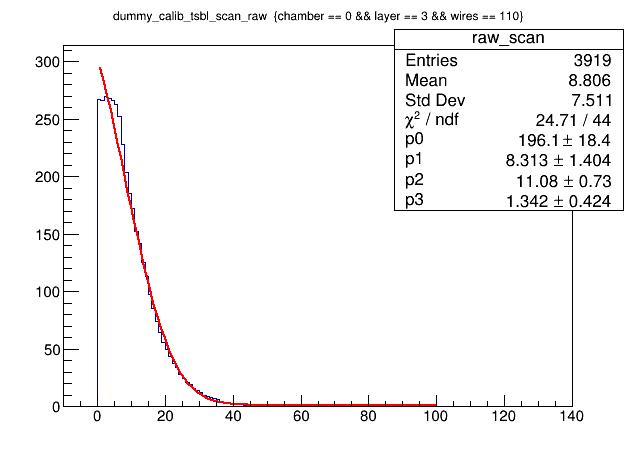 dummy_calib_tsbl_scan_raw {chamber == 0 && layer == 3 && wires == 110}
raw_scan
Entries 3919
Mean 8.806
Std Dev 7.511
χ² / ndf 24.71 / 44
p0 196.1 ± 18.4
p1 8.313 ± 1.404
p2 11.08 ± 0.73
p3 1.342 ± 0.424
300
250
200
150
100
50
0
0 20 40 60 80 100 120 140